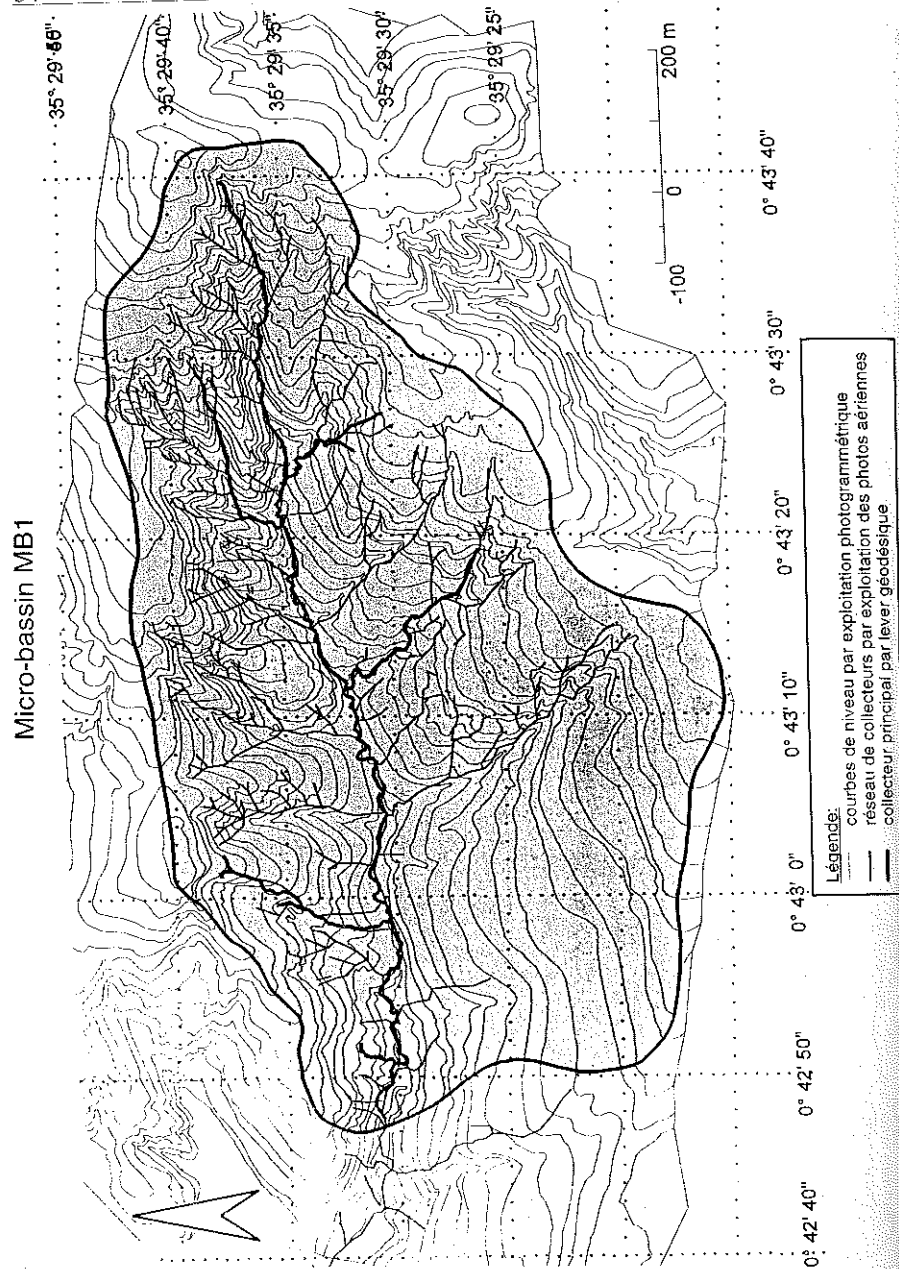 Micro-bassin MB1
35° 29' 40"
35° 29' 35"
35° 29' 30"
35° 29' 25"
0° 42' 40"
0° 42' 50"
0° 43' 0"
0° 43' 10"
0° 43' 20"
0° 43' 30"
0° 43' 40"
-100
0
200 m
Légende:
courbes de niveau par exploitation photogrammétrique
réseau de collecteurs par exploitation des photos aériennes
collecteur principal par lever géodésique